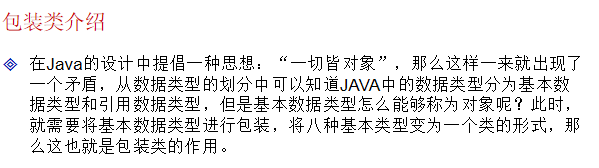 包装类介绍
在Java的设计中提倡一种思想：“一切皆对象”，那么这样一来就出现了
一个矛盾，从数据类型的划分中可以知道JAVA中的数据类型分为基本数
据类型和引用数据类型，但是基本数据类型怎么能够称为对象呢？此时，
就需要将基本数据类型进行包装，将八种基本类型变为一个类的形式，那
么这也就是包装类的作用。